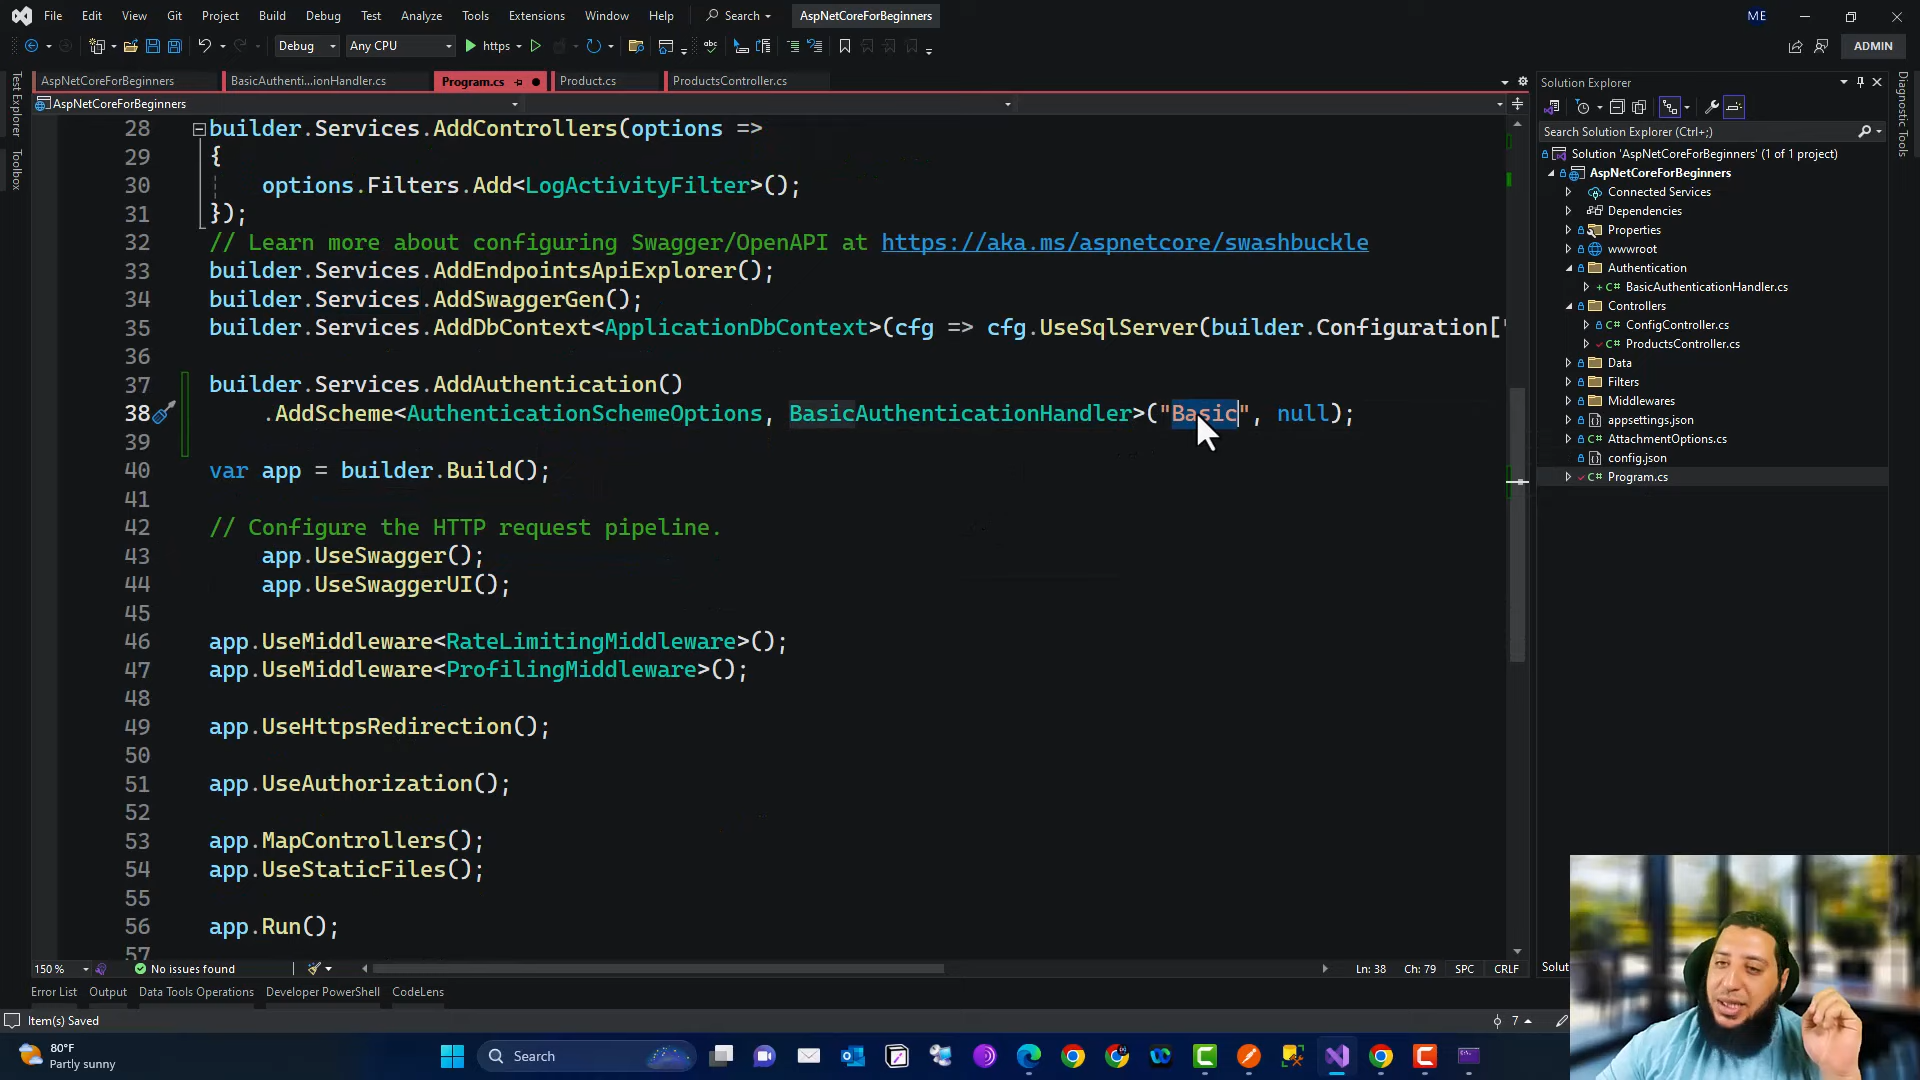 File Edit View Git Project Build Debug Test Analyze Tools Extensions Window Help Search AspNetCoreForBeginners ME
Debug Any CPU https ADMIN
AspNetCoreForBeginners BasicAuthenti...ionHandler.cs Program.cs Product.cs ProductsController.cs
AspNetCoreForBeginners
Test Explorer
Toolbox
28 builder.Services.AddControllers(options =>
29 {
30 options.Filters.Add<LogActivityFilter>();
31 });
32 // Learn more about configuring Swagger/OpenAPI at https://aka.ms/aspnetcore/swashbuckle
33 builder.Services.AddEndpointsApiExplorer();
34 builder.Services.AddSwaggerGen();
35 builder.Services.AddDbContext<ApplicationDbContext>(cfg => cfg.UseSqlServer(builder.Configuration["
36
37 builder.Services.AddAuthentication()
38 .AddScheme<AuthenticationSchemeOptions, BasicAuthenticationHandler>("Basic", null);
39
40 var app = builder.Build();
41
42 // Configure the HTTP request pipeline.
43 app.UseSwagger();
44 app.UseSwaggerUI();
45
46 app.UseMiddleware<RateLimitingMiddleware>();
47 app.UseMiddleware<ProfilingMiddleware>();
48
49 app.UseHttpsRedirection();
50
51 app.UseAuthorization();
52
53 app.MapControllers();
54 app.UseStaticFiles();
55
56 app.Run();
57
150 % No issues found Ln: 38 Ch: 79 SPC CRLF
Error List Output Data Tools Operations Developer PowerShell CodeLens
Item(s) Saved 7
Solution Explorer
Search Solution Explorer (Ctrl+;)
Solution 'AspNetCoreForBeginners' (1 of 1 project)
AspNetCoreForBeginners
Connected Services
Dependencies
Properties
wwwroot
Authentication
C# BasicAuthenticationHandler.cs
Controllers
C# ConfigController.cs
C# ProductsController.cs
Data
Filters
Middlewares
appsettings.json
C# AttachmentOptions.cs
config.json
C# Program.cs
Solut
Diagnostic Tools
80°F
Partly sunny
Search